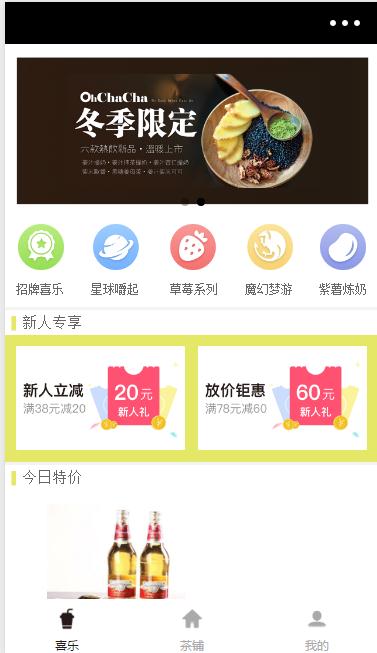 OhChaCha
冬季限定
六款熱飲新品·溫暖上市
招牌喜乐
星球嚼起
草莓系列
魔幻梦游
紫薯炼奶
新人专享
新人立减
满38元减20
20元
新人礼
放价钜惠
满78元减60
60元
新人礼
今日特价
喜乐
茶铺
我的